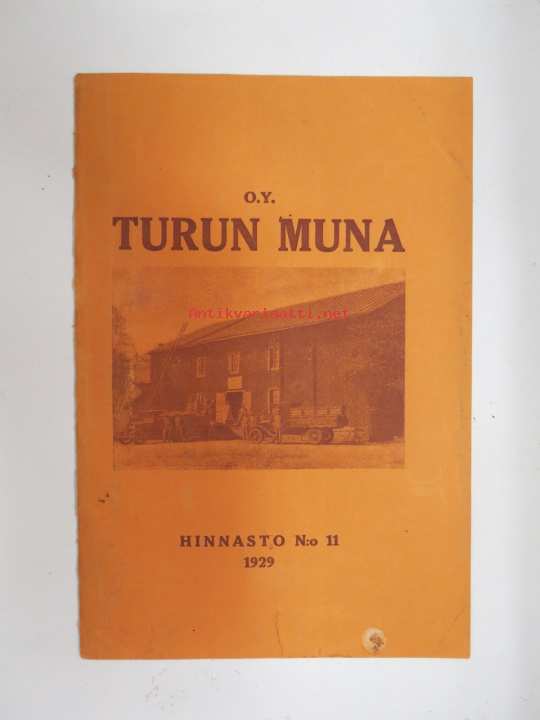 O.Y.
TURUN MUNA
Antikvariaatti.net
HINNASTO N:o 11
1929